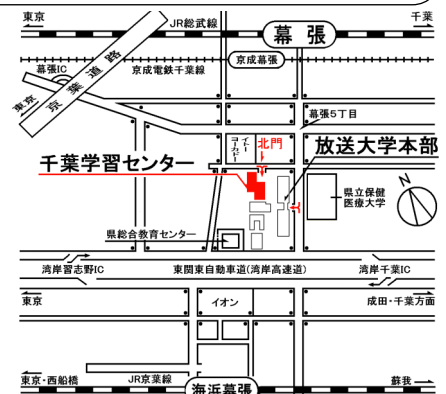 東京
JR総武線
千葉
幕張
京成幕張
幕張IC
京成電鉄千葉線
京葉道路
東京
幕張5丁目
イトーヨーカドー
北門
放送大学本部
千葉学習センター
N
県立保健
医療大学
県総合教育センター
湾岸習志野IC
東関東自動車道(湾岸高速道)
湾岸千葉IC
東京
イオン
成田・千葉方面
東京・西船橋
JR京葉線
海浜幕張
蘇我